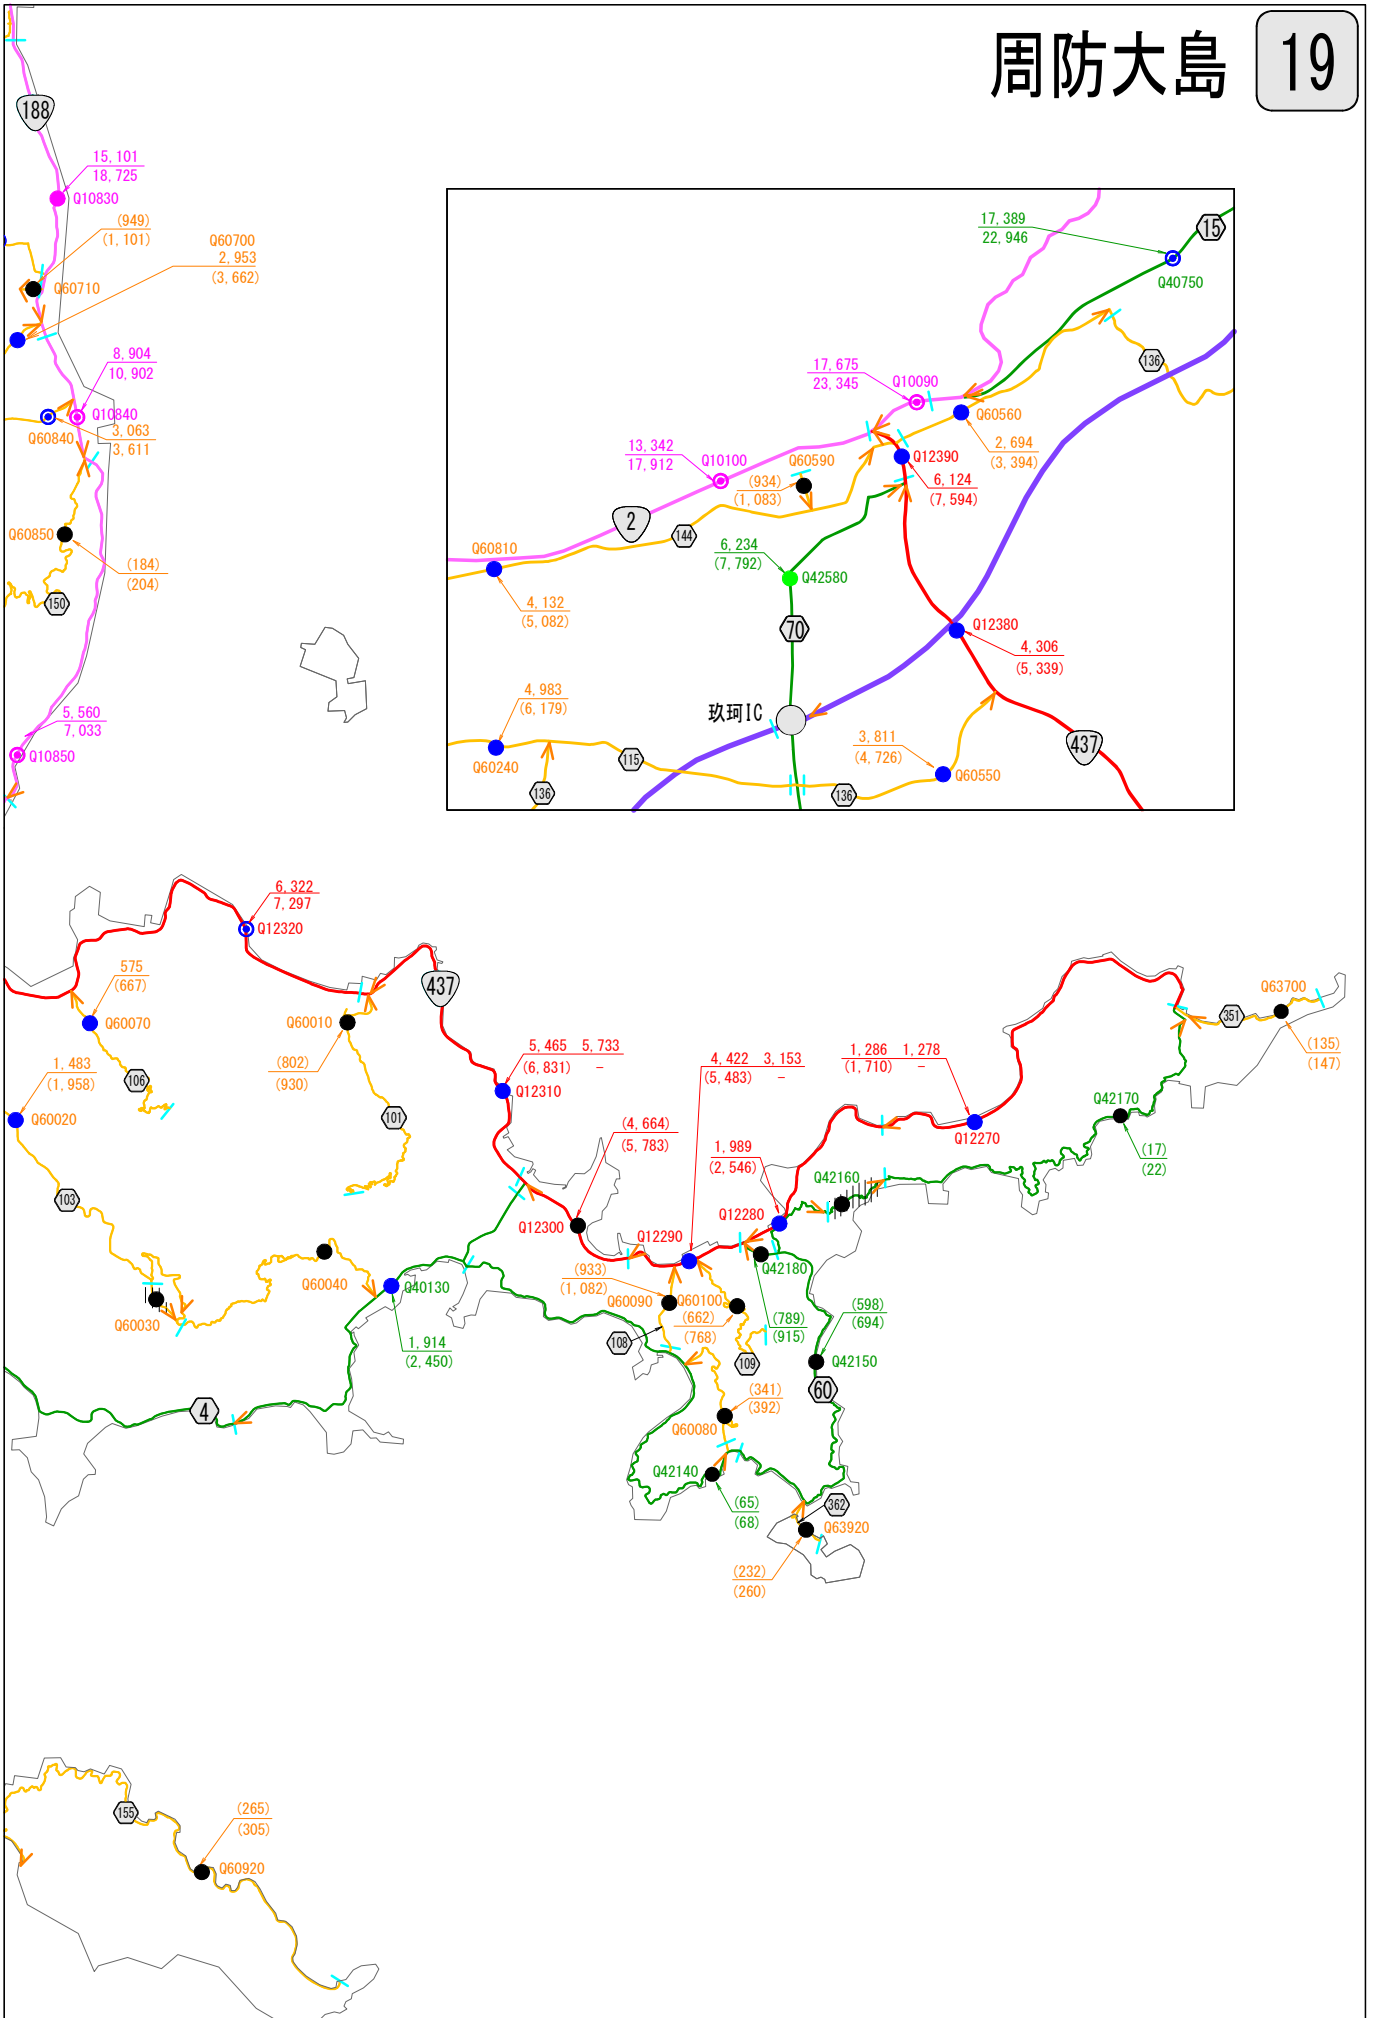 周防大島
19
188
15,101
18,725
Q10830
(949)
(1,101)
Q60710
Q60700
2,953
(3,662)
8,904
10,902
Q10840
Q60840
3,063
3,611
Q60850
(184)
(204)
150
5,560
7,033
Q10850
17,389
22,946
15
Q40750
136
17,675
23,345
Q10090
Q60560
2,694
(3,394)
13,342
17,912
Q10100
Q60590
(934)
(1,083)
Q12390
6,124
(7,594)
2
144
Q60810
4,132
(5,082)
6,234
(7,792)
Q42580
70
Q12380
4,306
(5,339)
4,983
(6,179)
Q60240
玖珂IC
115
136
3,811
(4,726)
Q60550
136
437
6,322
7,297
Q12320
575
(667)
Q60070
437
Q60010
(802)
(930)
1,483
(1,958)
Q60020
106
101
103
5,465 5,733
(6,831) −
Q12310
4,422 3,153
(5,483) −
1,286 1,278
(1,710) −
Q12270
Q63700
351
(135)
(147)
Q42170
(17)
(22)
(4,664)
(5,783)
Q12300
1,989
(2,546)
Q12280
Q42160
Q12290
Q42180
(789)
(915)
(933)
(1,082)
Q60090
Q60100
(662)
(768)
108
109
(598)
(694)
Q42150
60
Q60040
Q60030
Q40130
1,914
(2,450)
4
(341)
(392)
Q60080
Q42140
(65)
(68)
362
Q63920
(232)
(260)
155
(265)
(305)
Q60920